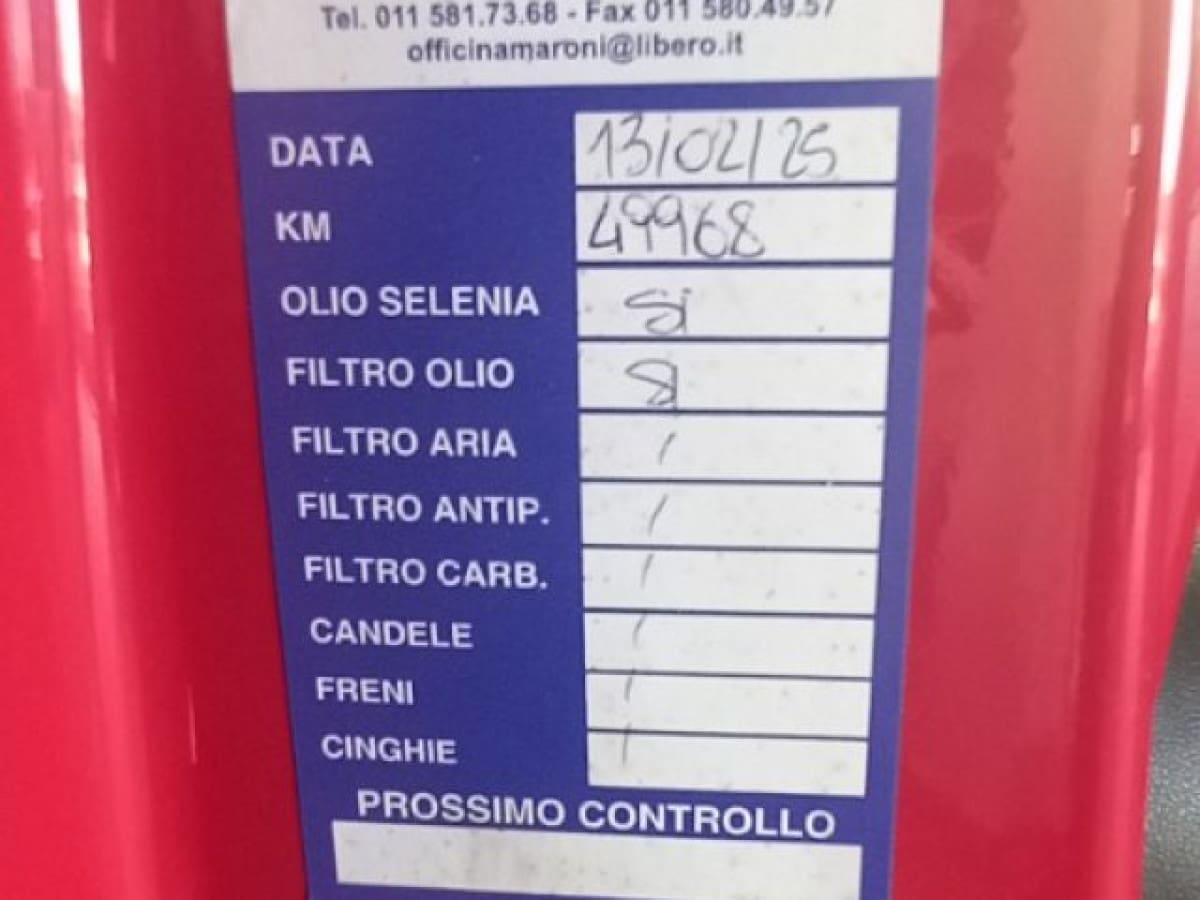 Tel. 011 581.73.68 - Fax 011 580.49.57
officinamaroni@libero.it
DATA 13/02/25
KM 49968
OLIO SELENIA si
FILTRO OLIO si
FILTRO ARIA /
FILTRO ANTIP. /
FILTRO CARB. /
CANDELE /
FRENI /
CINGHIE /
PROSSIMO CONTROLLO